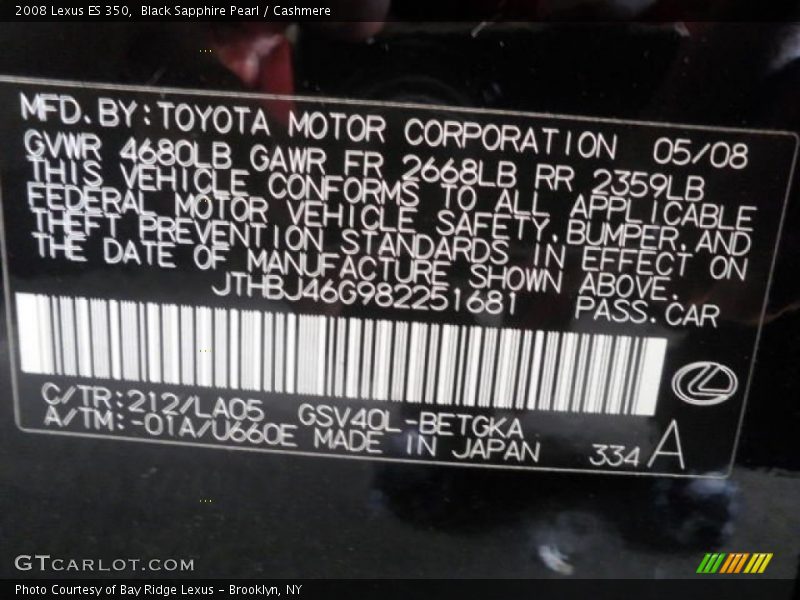 2008 Lexus ES 350,  Black Sapphire Pearl / Cashmere
MFD.BY:TOYOTA MOTOR CORPORATION 05/08
GVWR 4680LB GAWR FR 2668LB RR 2359LB
THIS VEHICLE CONFORMS TO ALL APPLICABLE
FEDERAL MOTOR VEHICLE SAFETY,BUMPER,AND
THEFT PREVENTION STANDARDS IN EFFECT ON
THE DATE OF MANUFACTURE SHOWN ABOVE.
JTHBJ46G982251681 PASS.CAR
C/TR:212/LA05 GSV40L-BETGKA
A/TM:-01A/U660E MADE IN JAPAN 334 A
GTCARLOT.COM
Photo Courtesy of Bay Ridge Lexus – Brooklyn, NY